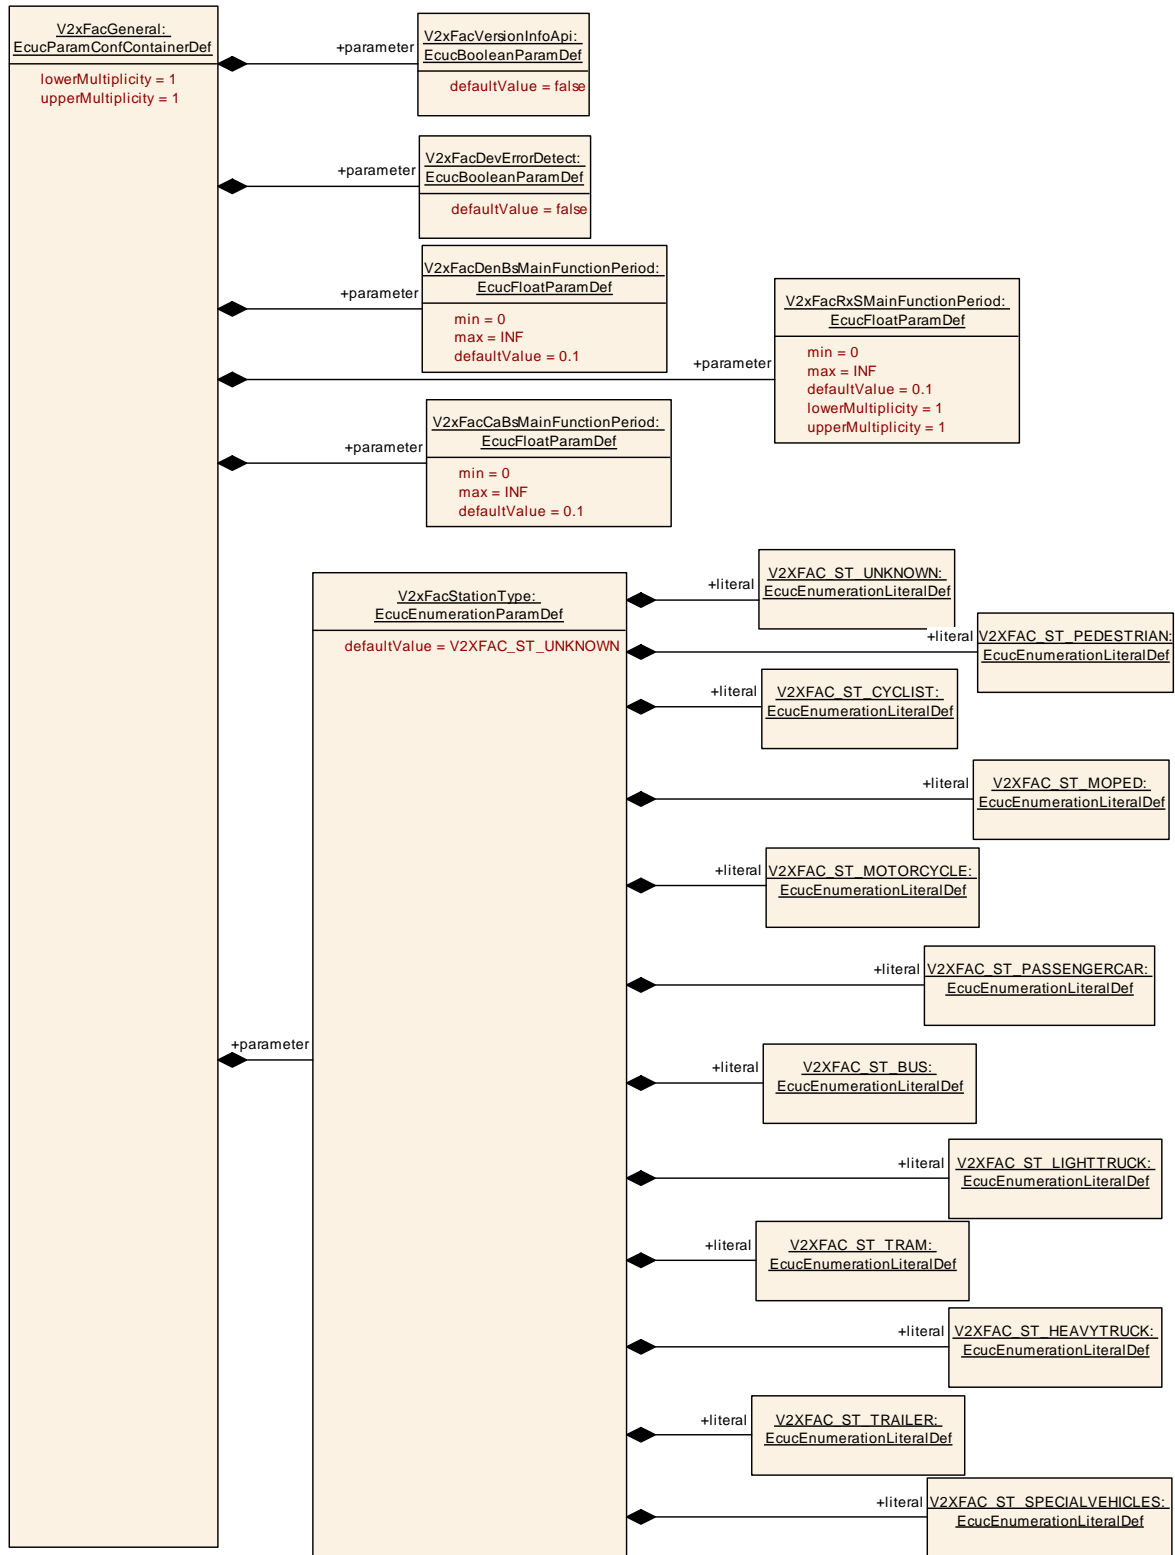 V2xFacGeneral:
EcucParamConfContainerDef
lowerMultiplicity = 1
upperMultiplicity = 1
+parameter
V2xFacVersionInfoApi:
EcucBooleanParamDef
defaultValue = false
+parameter
V2xFacDevErrorDetect:
EcucBooleanParamDef
defaultValue = false
+parameter
V2xFacDenBsMainFunctionPeriod:
EcucFloatParamDef
min = 0
max = INF
defaultValue = 0.1
+parameter
V2xFacRxSMainFunctionPeriod:
EcucFloatParamDef
min = 0
max = INF
defaultValue = 0.1
lowerMultiplicity = 1
upperMultiplicity = 1
+parameter
V2xFacCaBsMainFunctionPeriod:
EcucFloatParamDef
min = 0
max = INF
defaultValue = 0.1
+parameter
V2xFacStationType:
EcucEnumerationParamDef
defaultValue = V2XFAC_ST_UNKNOWN
+literal
V2XFAC_ST_UNKNOWN:
EcucEnumerationLiteralDef
+literal
V2XFAC_ST_PEDESTRIAN:
EcucEnumerationLiteralDef
+literal
V2XFAC_ST_CYCLIST:
EcucEnumerationLiteralDef
+literal
V2XFAC_ST_MOPED:
EcucEnumerationLiteralDef
+literal
V2XFAC_ST_MOTORCYCLE:
EcucEnumerationLiteralDef
+literal
V2XFAC_ST_PASSENGERCAR:
EcucEnumerationLiteralDef
+literal
V2XFAC_ST_BUS:
EcucEnumerationLiteralDef
+literal
V2XFAC_ST_LIGHTTRUCK:
EcucEnumerationLiteralDef
+literal
V2XFAC_ST_TRAM:
EcucEnumerationLiteralDef
+literal
V2XFAC_ST_HEAVYTRUCK:
EcucEnumerationLiteralDef
+literal
V2XFAC_ST_TRAILER:
EcucEnumerationLiteralDef
+literal
V2XFAC_ST_SPECIALVEHICLES:
EcucEnumerationLiteralDef